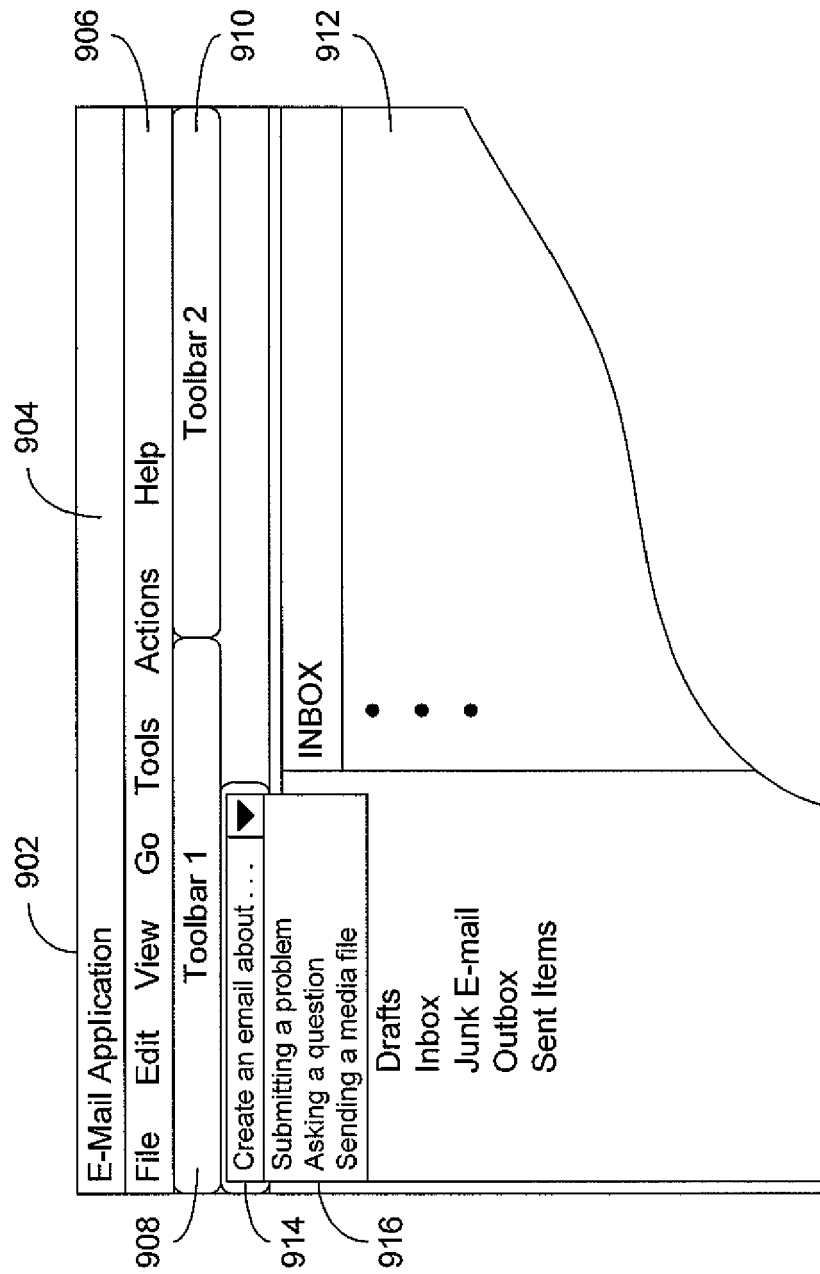 902
904
906
E-Mail Application
File Edit View Go Tools Actions Help
908
Toolbar 1
Toolbar 2
910
914
Create an email about . . .
916
Submitting a problem
Asking a question
Sending a media file
INBOX
912
Drafts
Inbox
Junk E-mail
Outbox
Sent Items